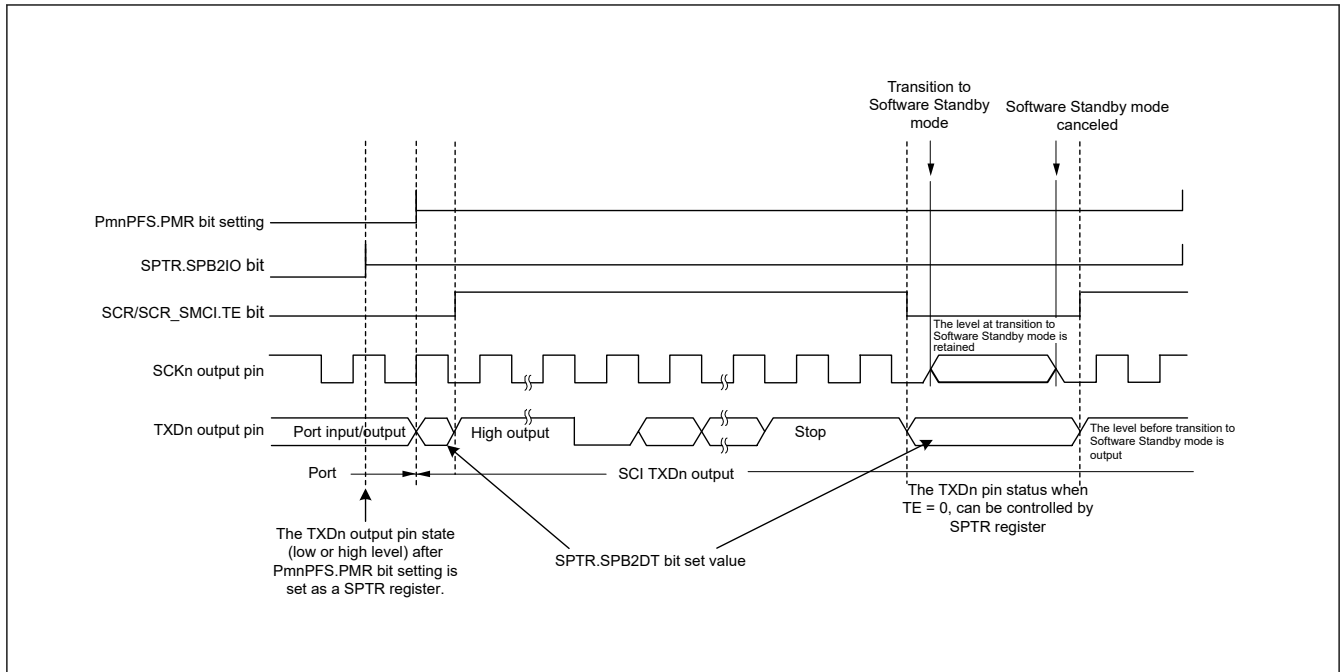 Transition to
Software Standby
mode
Software Standby mode
canceled
PmnPFS.PMR bit setting
SPTR.SPB2IO bit
SCR/SCR_SMCI.TE bit
The level at transition to
Software Standby mode is
retained
SCKn output pin
TXDn output pin
Port input/output
High output
Stop
The level before transition to
Software Standby mode is
output
Port
SCI TXDn output
The TXDn pin status when
TE = 0, can be controlled by
SPTR register
The TXDn output pin state
(low or high level) after
PmnPFS.PMR bit setting is
set as a SPTR register.
SPTR.SPB2DT bit set value